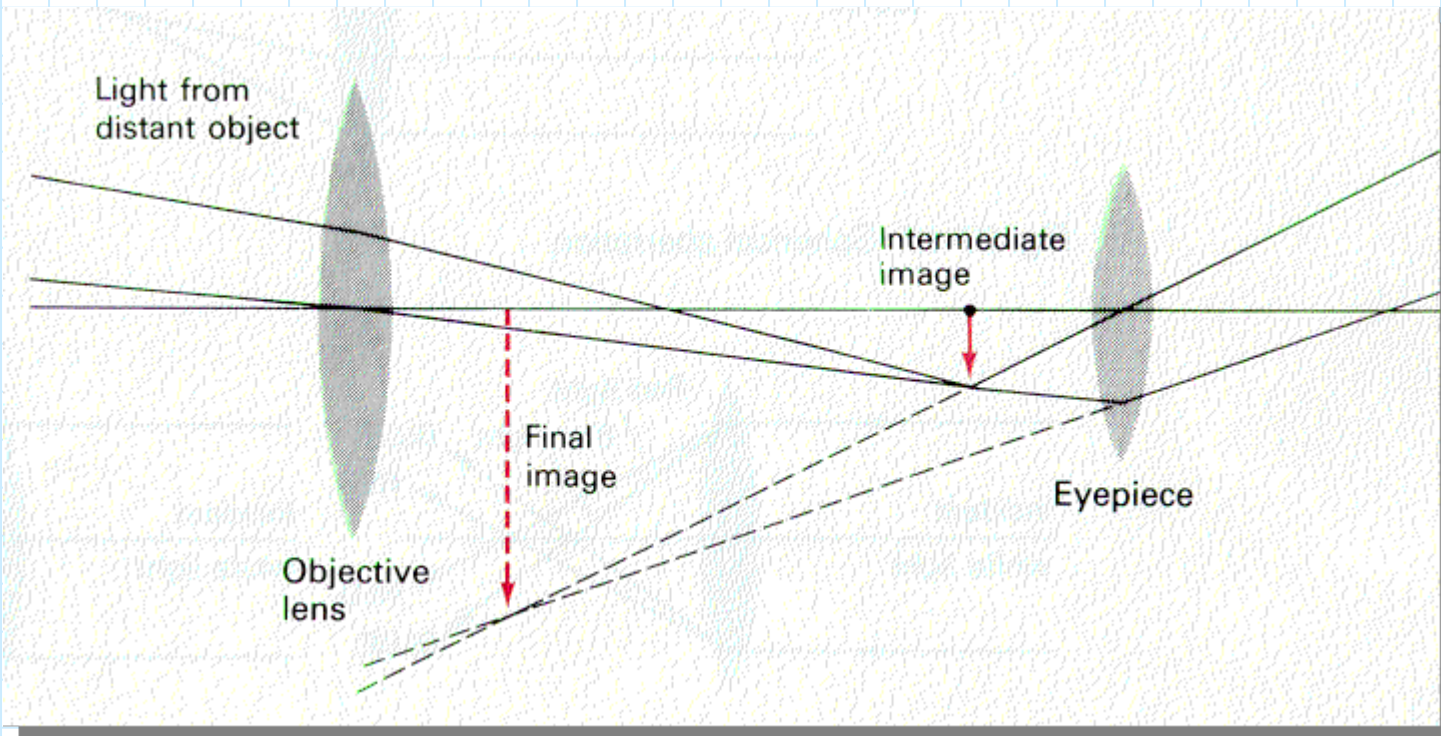 Light from
distant object
Intermediate
image
Final
image
Eyepiece
Objective
lens